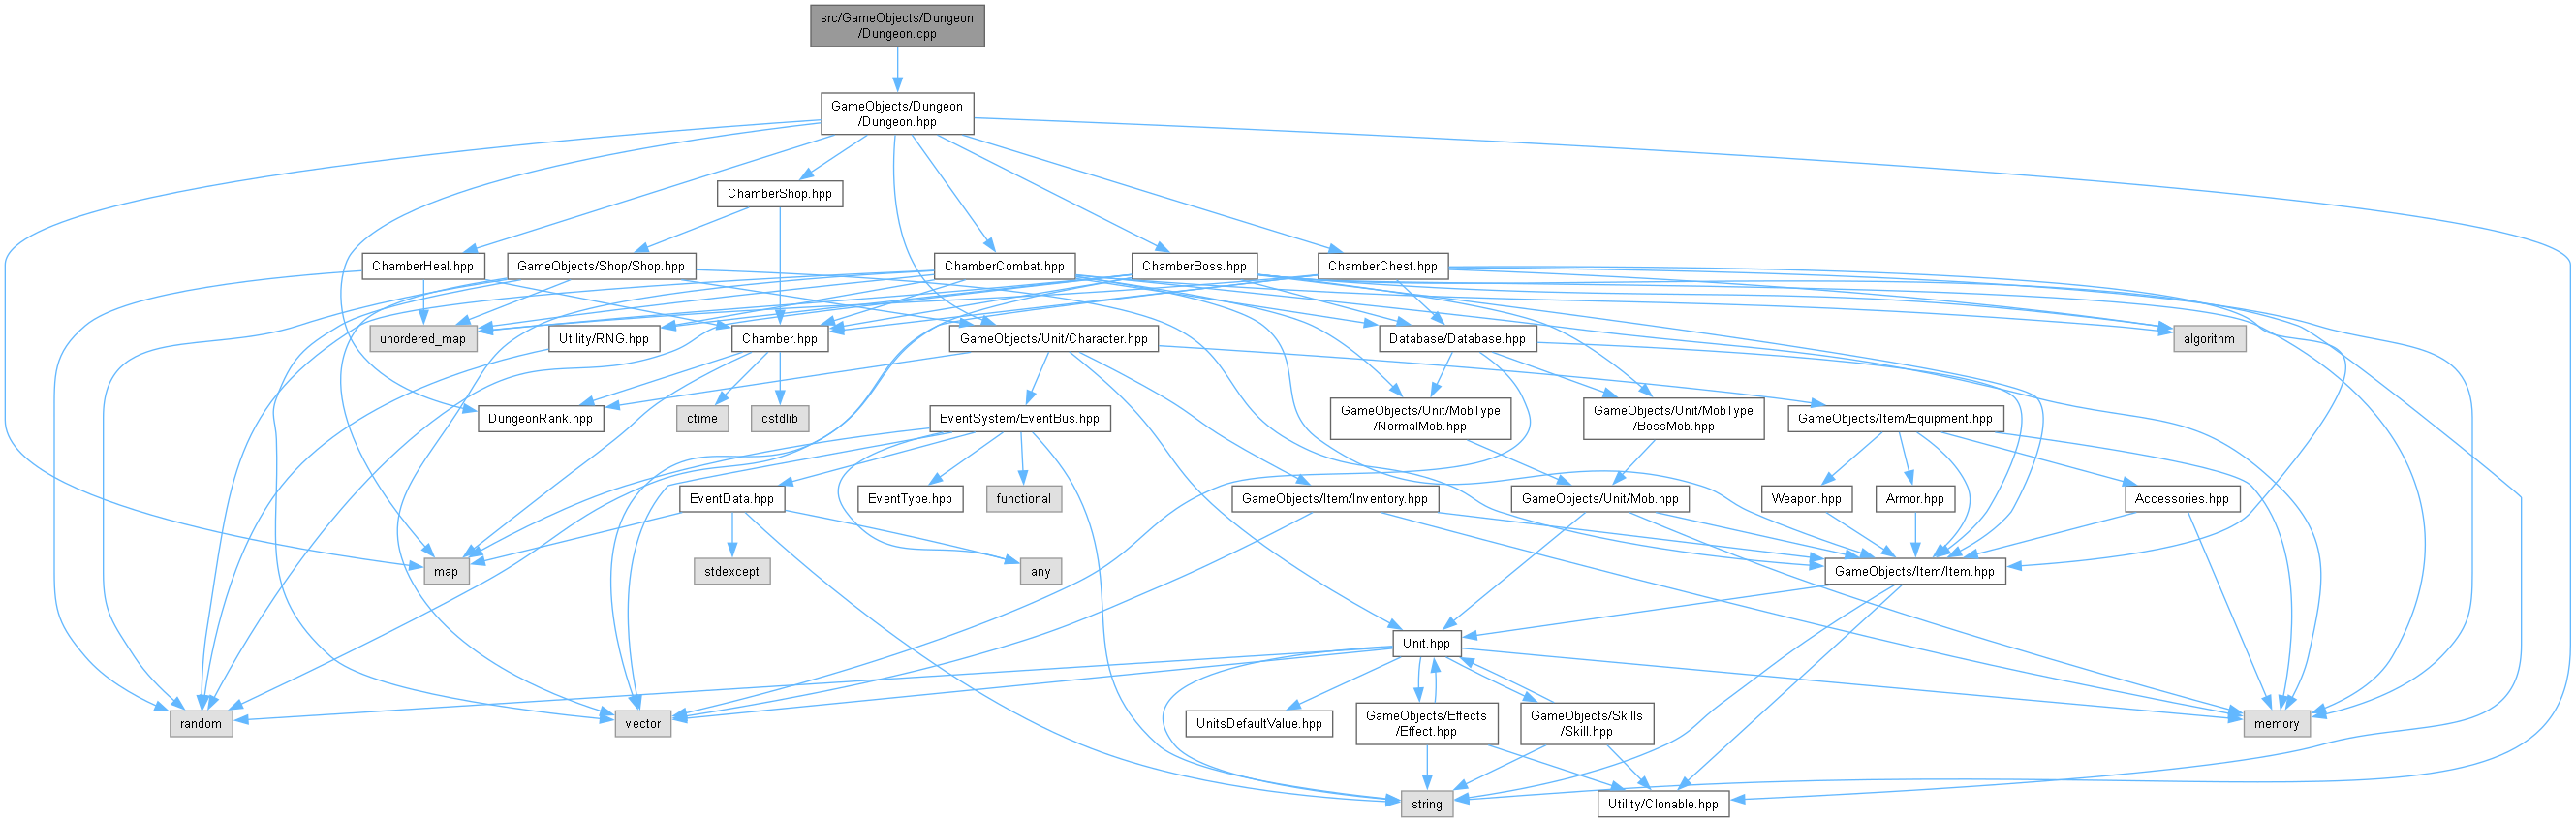 src/GameObjects/Dungeon
/Dungeon.cpp
GameObjects/Dungeon
/Dungeon.hpp
ChamberShop.hpp
ChamberHeal.hpp
GameObjects/Shop/Shop.hpp
ChamberCombat.hpp
ChamberBoss.hpp
ChamberChest.hpp
unordered_map
Utility/RNG.hpp
Chamber.hpp
GameObjects/Unit/Character.hpp
Database/Database.hpp
algorithm
DungeonRank.hpp
ctime
cstdlib
EventSystem/EventBus.hpp
GameObjects/Unit/MobType
/NormalMob.hpp
GameObjects/Unit/MobType
/BossMob.hpp
GameObjects/Item/Equipment.hpp
EventData.hpp
EventType.hpp
functional
GameObjects/Item/Inventory.hpp
GameObjects/Unit/Mob.hpp
Weapon.hpp
Armor.hpp
Accessories.hpp
map
stdexcept
any
GameObjects/Item/Item.hpp
Unit.hpp
random
vector
UnitsDefaultValue.hpp
GameObjects/Effects
/Effect.hpp
GameObjects/Skills
/Skill.hpp
memory
string
Utility/Clonable.hpp